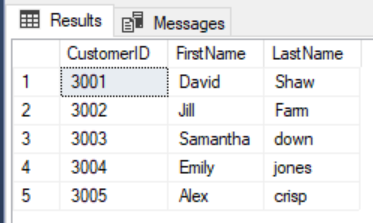 Results Messages
CustomerID FirstName LastName
1 3001 David Shaw
2 3002 Jill Farm
3 3003 Samantha down
4 3004 Emily jones
5 3005 Alex crisp